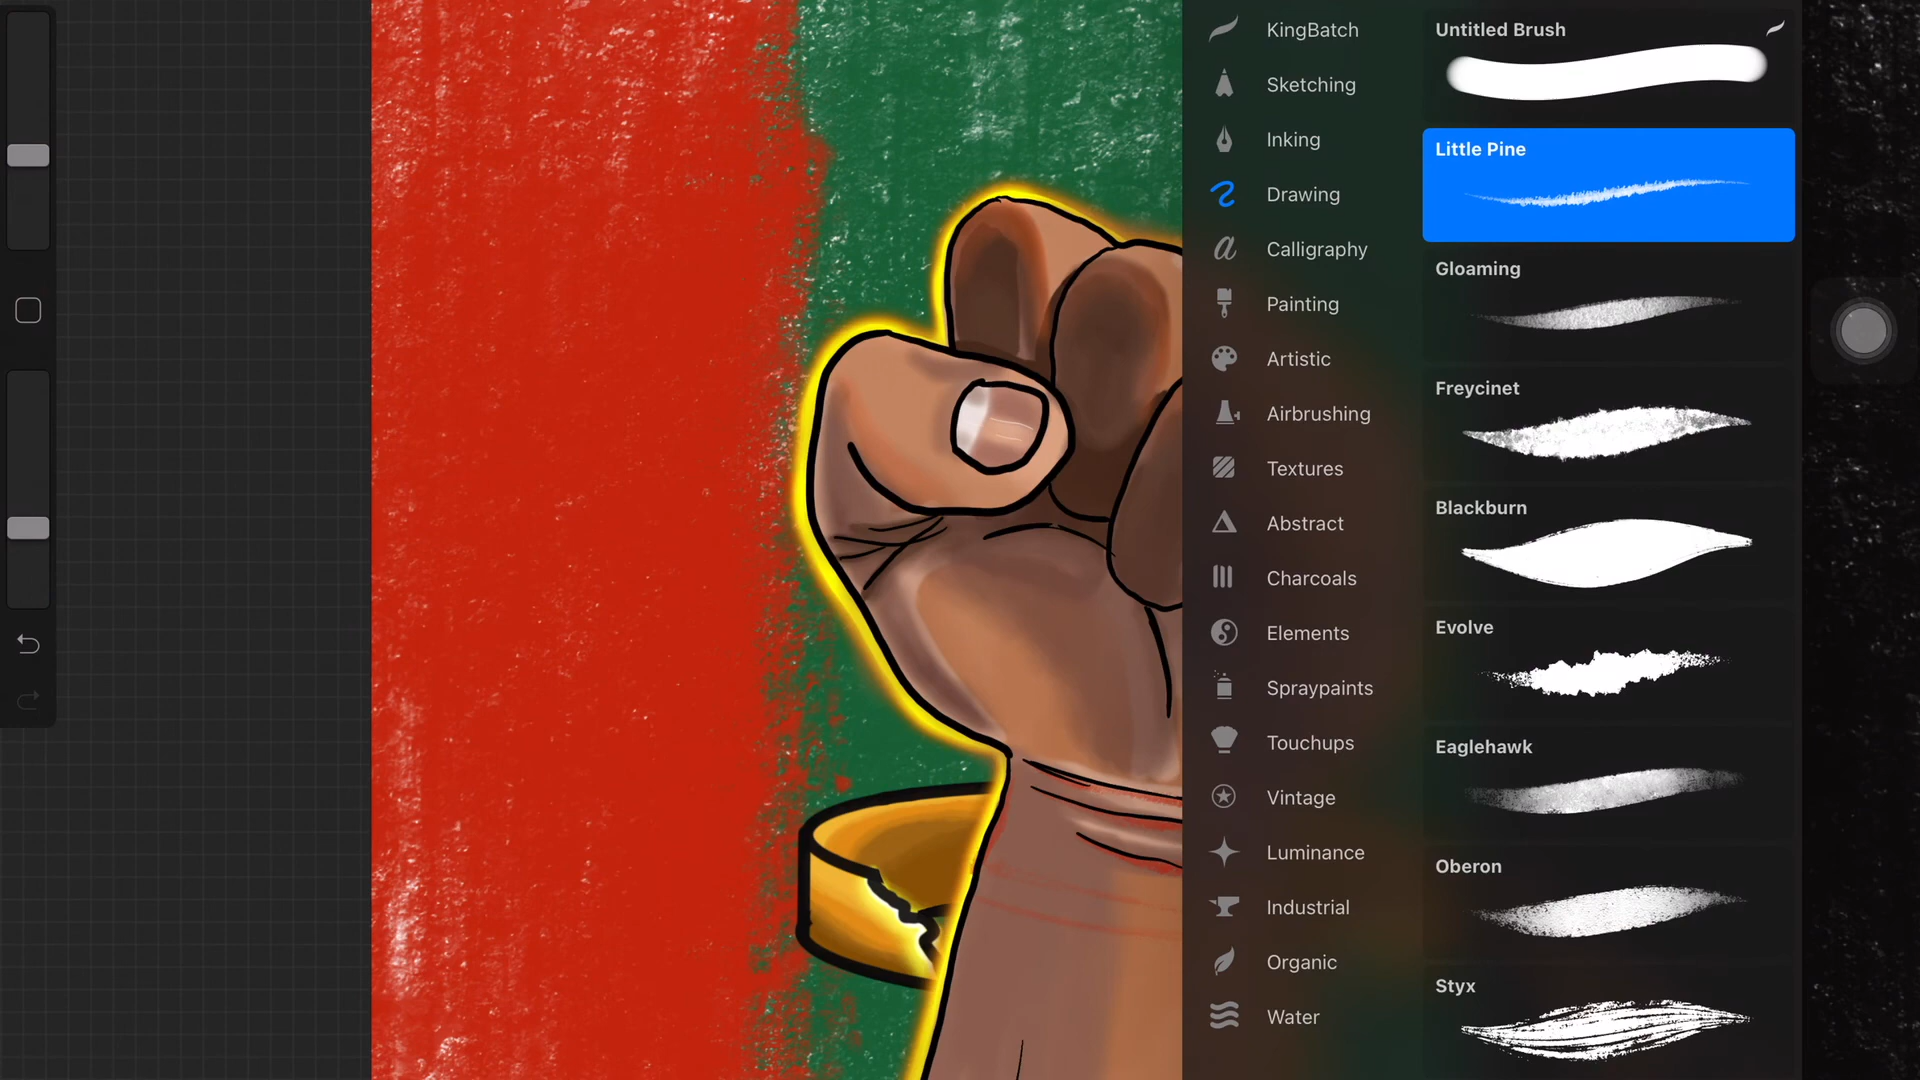 KingBatch
Sketching
Inking
Drawing
Calligraphy
Painting
Artistic
Airbrushing
Textures
Abstract
Charcoals
Elements
Spraypaints
Touchups
Vintage
Luminance
Industrial
Organic
Water
Untitled Brush
Little Pine
Gloaming
Freycinet
Blackburn
Evolve
Eaglehawk
Oberon
Styx